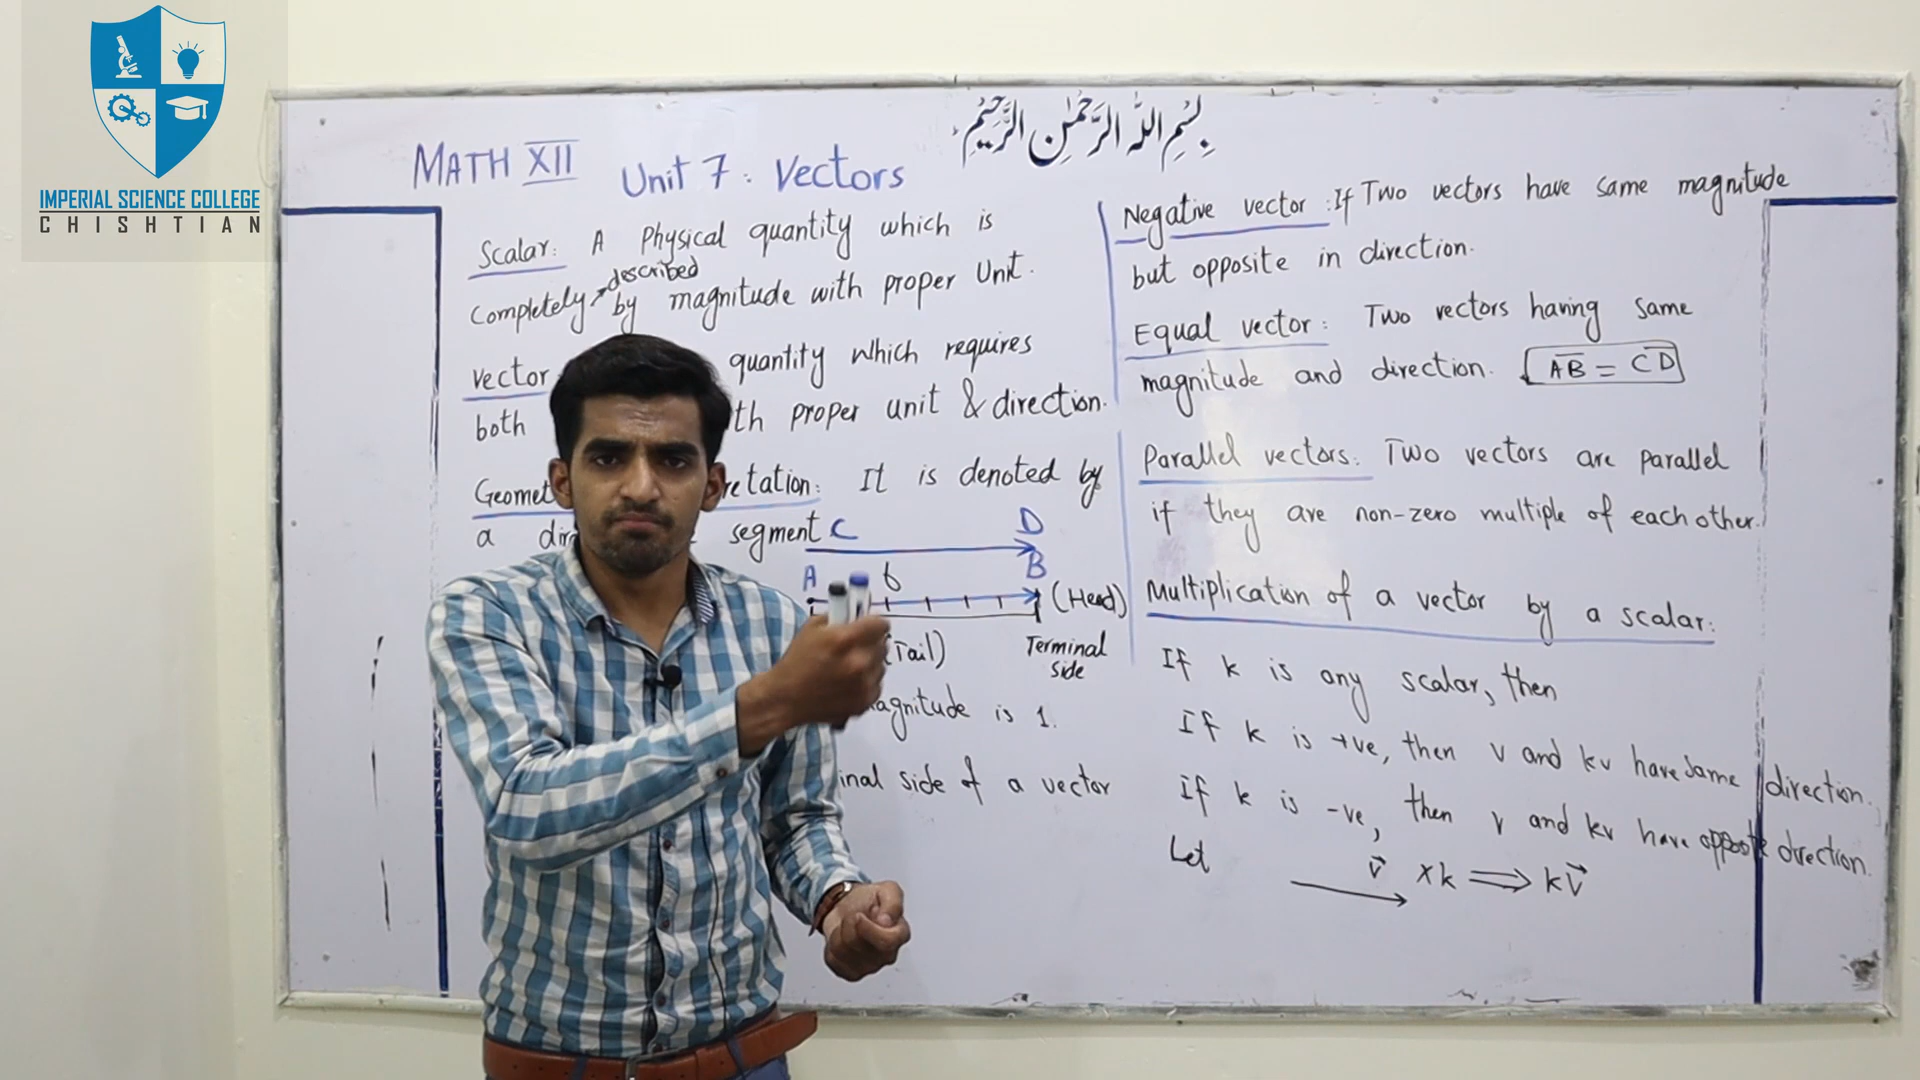 IMPERIAL SCIENCE COLLEGE
CHISHTIAN
بِسْمِ اللّٰہِ الرَّحْمٰنِ الرَّحِیْمِ
MATH XII
Unit 7 : Vectors
Scalar: A Physical quantity which is
completely described by magnitude with proper Unit.
vector quantity which requires
both proper unit & direction.
It is denoted by
a segment
C D
A 6 B
(Head)
(Tail) Terminal
side
magnitude is 1.
side of a vector
Negative vector : If Two vectors have same magnitude
but opposite in direction.
Equal vector : Two vectors having same
magnitude and direction. AB = CD
Parallel vectors: Two vectors are parallel
if they are non-zero multiple of each other.
Multiplication of a vector by a scalar:
If k is any scalar, then
If k is +ve, then v and kv have same direction.
If k is -ve, then v and kv have opposite direction.
Let v⃗ xk ⟹ kv⃗